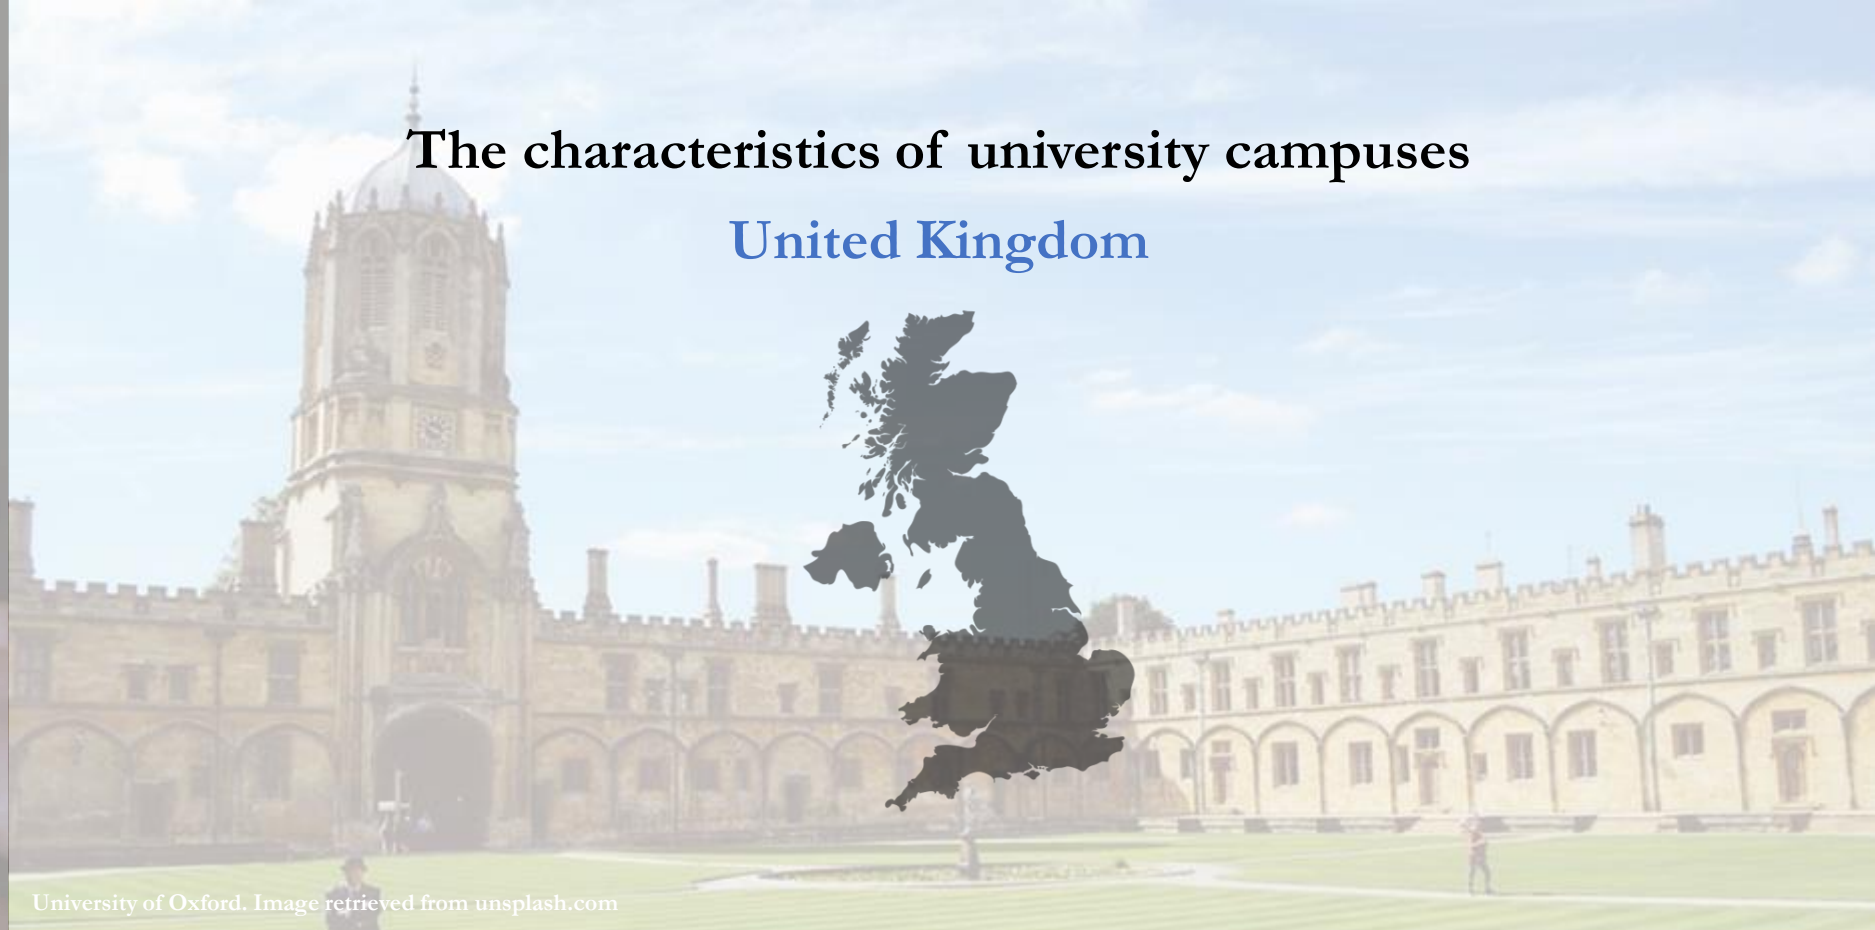 The characteristics of university campuses
United Kingdom
University of Oxford. Image retrieved from unsplash.com